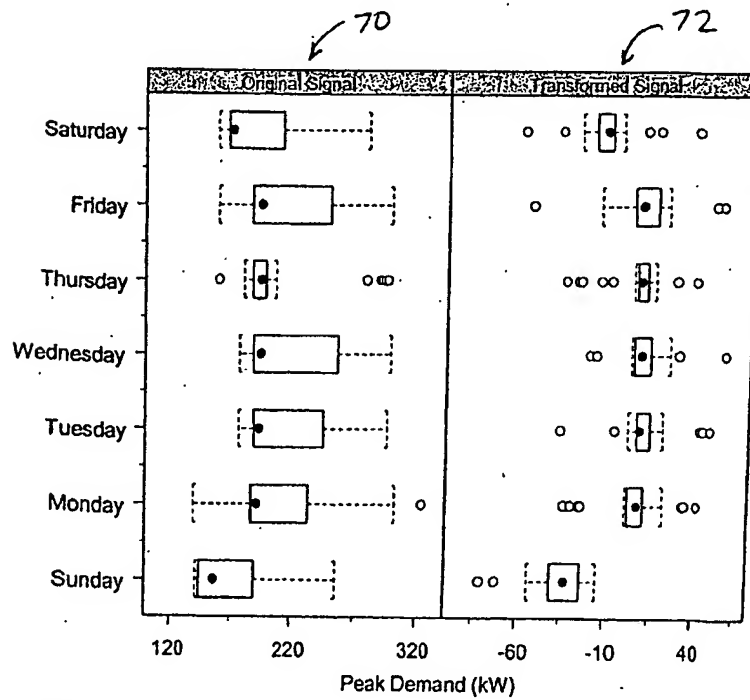 70
72
Original Signal
Transformed Signal
Saturday
Friday
Thursday
Wednesday
Tuesday
Monday
Sunday
120 220 320 -60 -10 40
Peak Demand (kW)